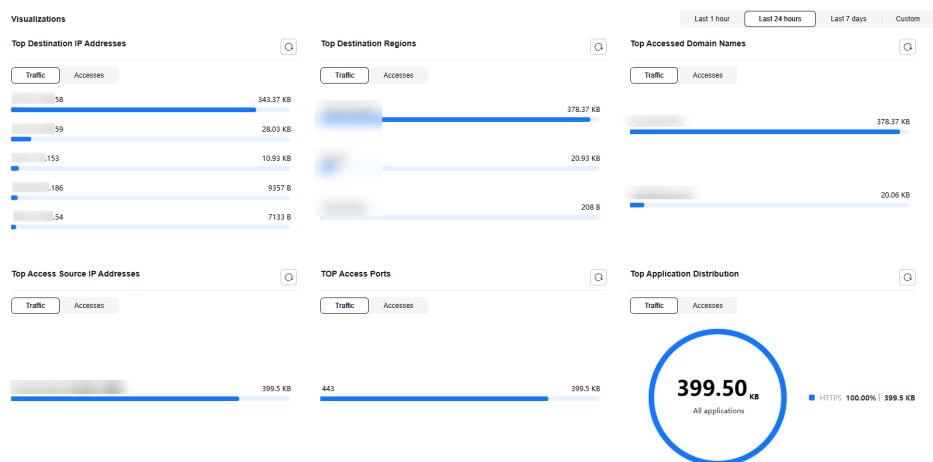 Visualizations
Last 1 hour Last 24 hours Last 7 days Custom
Top Destination IP Addresses
Traffic Accesses
58 343.37 KB
59 28.03 KB
.153 10.93 KB
.186 9357 B
.54 7133 B
Top Destination Regions
Traffic Accesses
378.37 KB
20.93 KB
208 B
Top Accessed Domain Names
Traffic Accesses
378.37 KB
20.06 KB
Top Access Source IP Addresses
Traffic Accesses
399.5 KB
TOP Access Ports
Traffic Accesses
443 399.5 KB
Top Application Distribution
Traffic Accesses
399.50 KB
All applications
HTTPS 100.00% | 399.5 KB